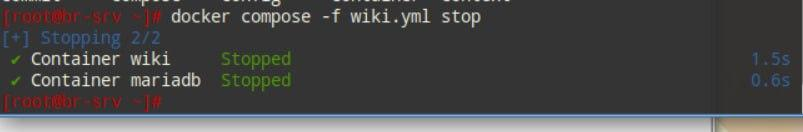 [root@br-srv ~]# docker compose -f wiki.yml stop
[+] Stopping 2/2
✔ Container wiki Stopped 1.5s
✔ Container mariadb Stopped 0.6s
[root@br-srv ~]#